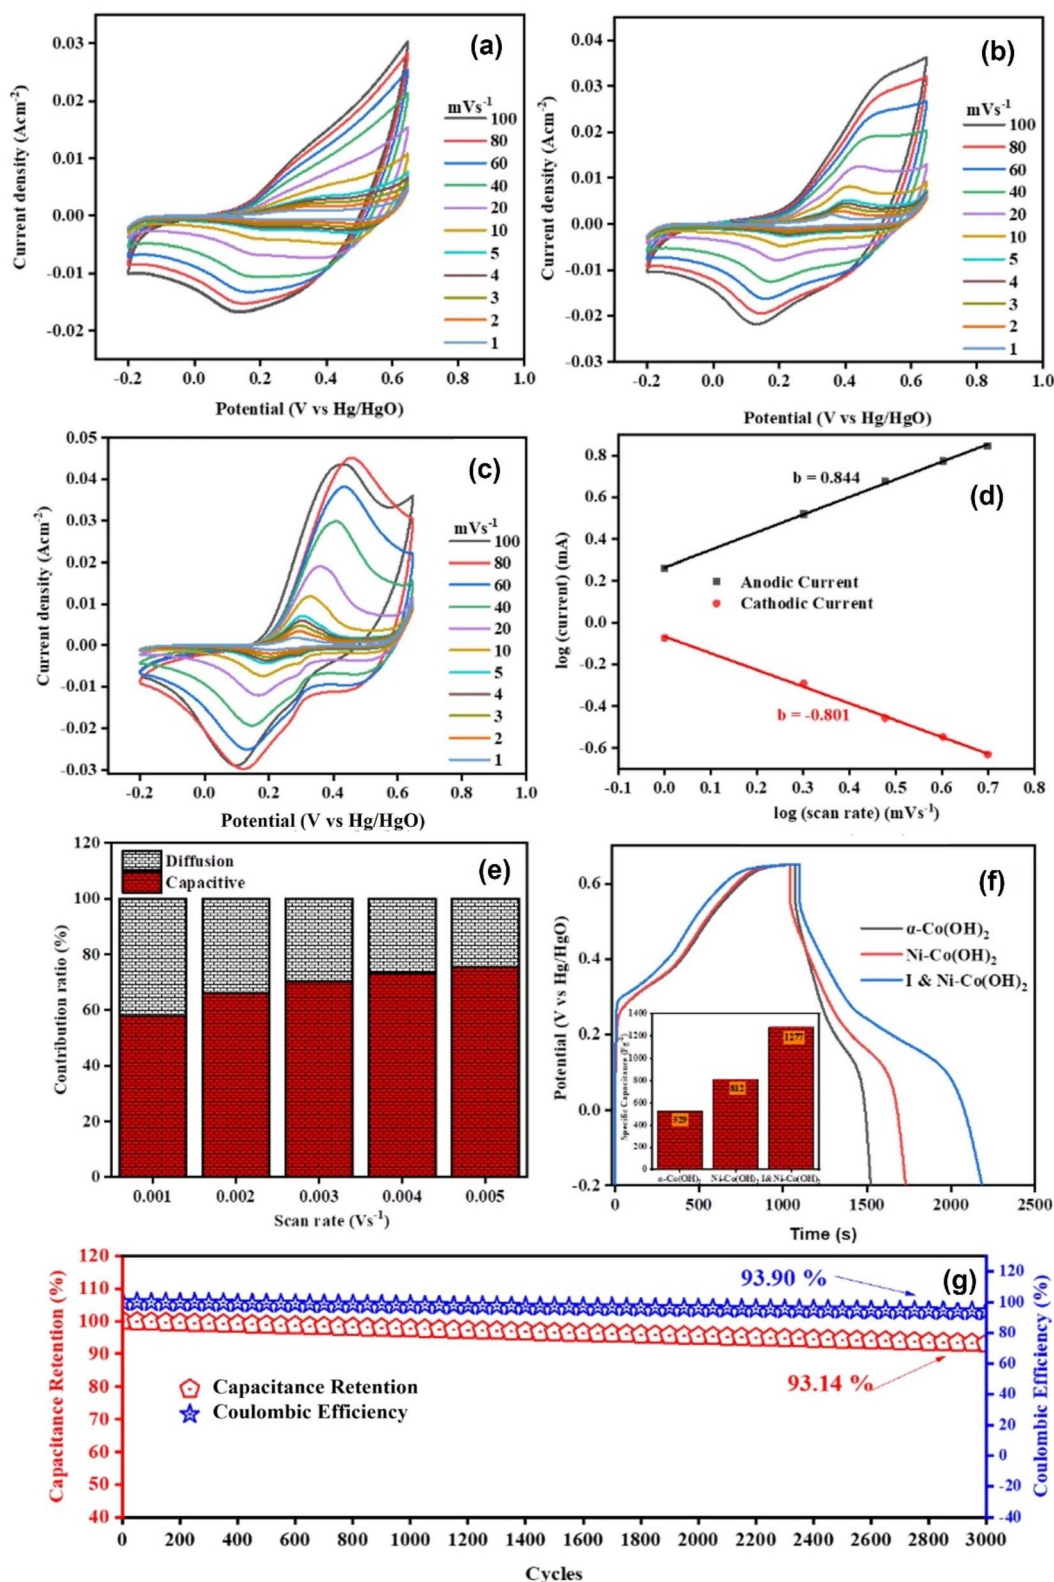 (a)
Current density (Acm-2)
0.03
0.02
0.01
0.00
-0.01
-0.02
mVs-1
100
80
60
40
20
10
5
4
3
2
1
-0.2 0.0 0.2 0.4 0.6 0.8 1.0
Potential (V vs Hg/HgO)
(b)
Current density (Acm-2)
0.04
0.03
0.02
0.01
0.00
-0.01
-0.02
-0.03
mVs-1
100
80
60
40
20
10
5
4
3
2
1
-0.2 0.0 0.2 0.4 0.6 0.8 1.0
Potential (V vs Hg/HgO)
(c)
Current density (Acm-2)
0.05
0.04
0.03
0.02
0.01
0.00
-0.01
-0.02
-0.03
mVs-1
100
80
60
40
20
10
5
4
3
2
1
-0.2 0.0 0.2 0.4 0.6 0.8 1.0
Potential (V vs Hg/HgO)
(d)
log (current) (mA)
0.8
0.6
0.4
0.2
0.0
-0.2
-0.4
-0.6
b = 0.844
Anodic Current
Cathodic Current
b = -0.801
-0.1 0.0 0.1 0.2 0.3 0.4 0.5 0.6 0.7 0.8
log (scan rate) (mVs-1)
(e)
Contribution ratio (%)
120
100
80
60
40
20
0
Diffusion
Capacitive
0.001 0.002 0.003 0.004 0.005
Scan rate (Vs-1)
(f)
Potential (V vs Hg/HgO)
0.6
0.4
0.2
0.0
-0.2
α-Co(OH)2
Ni-Co(OH)2
I & Ni-Co(OH)2
Specific Capacitance (Fg-1)
1400
1200
1000
800
600
400
200
0
529
812
1277
α-Co(OH)2 Ni-Co(OH)2 I&Ni-Co(OH)2
0 500 1000 1500 2000 2500
Time (s)
(g)
Capacitance Retention (%)
120
110
100
90
80
70
60
50
40
93.90 %
93.14 %
Capacitance Retention
Coulombic Efficiency
120
100
80
60
40
20
0
-20
-40
Coulombic Efficiency (%)
0 200 400 600 800 1000 1200 1400 1600 1800 2000 2200 2400 2600 2800 3000
Cycles